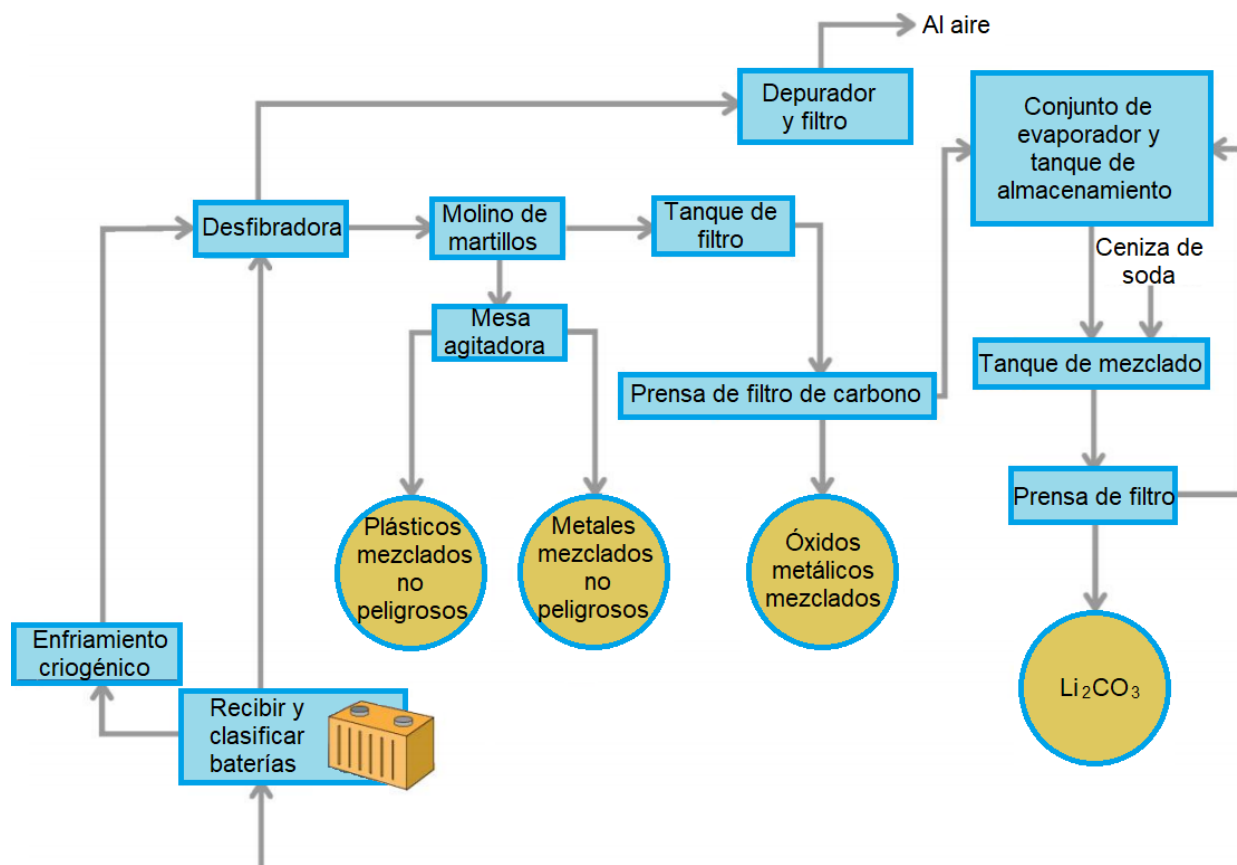 Al aire
Depurador
y filtro
Conjunto de
evaporador y
tanque de
almacenamiento
Desfibradora
Molino de
martillos
Tanque de
filtro
Ceniza de
soda
Mesa
agitadora
Tanque de mezclado
Prensa de filtro de carbono
Prensa de filtro
Plásticos
mezclados
no
peligrosos
Metales
mezclados
no
peligrosos
Óxidos
metálicos
mezclados
Enfriamiento
criogénico
Li₂CO₃
Recibir y
clasificar
baterías